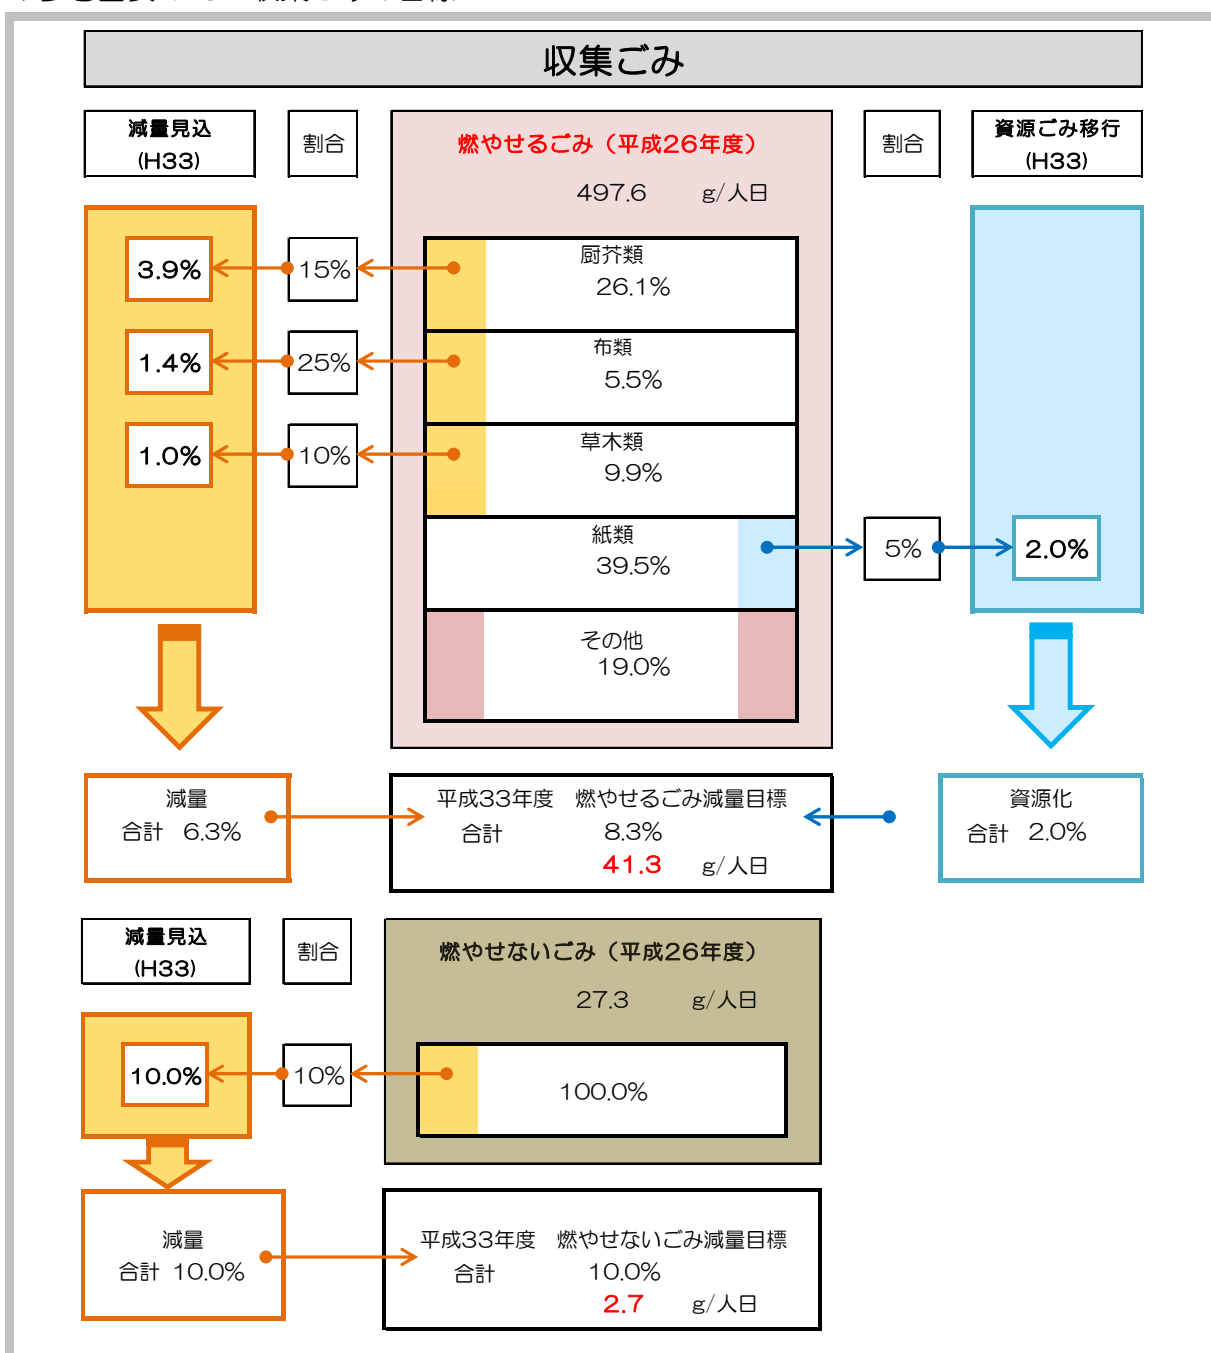 収集ごみ
減量見込
(H33)
割合
燃やせるごみ（平成26年度）
割合
資源ごみ移行
(H33)
497.6 g/人日
厨芥類
3.9%
15%
26.1%
布類
1.4%
25%
5.5%
草木類
1.0%
10%
9.9%
紙類
39.5%
5%
2.0%
その他
19.0%
減量
合計 6.3%
平成33年度 燃やせるごみ減量目標
合計 8.3%
41.3 g/人日
資源化
合計 2.0%
減量見込
(H33)
割合
燃やせないごみ（平成26年度）
27.3 g/人日
10.0%
10%
100.0%
減量
合計 10.0%
平成33年度 燃やせないごみ減量目標
合計 10.0%
2.7 g/人日